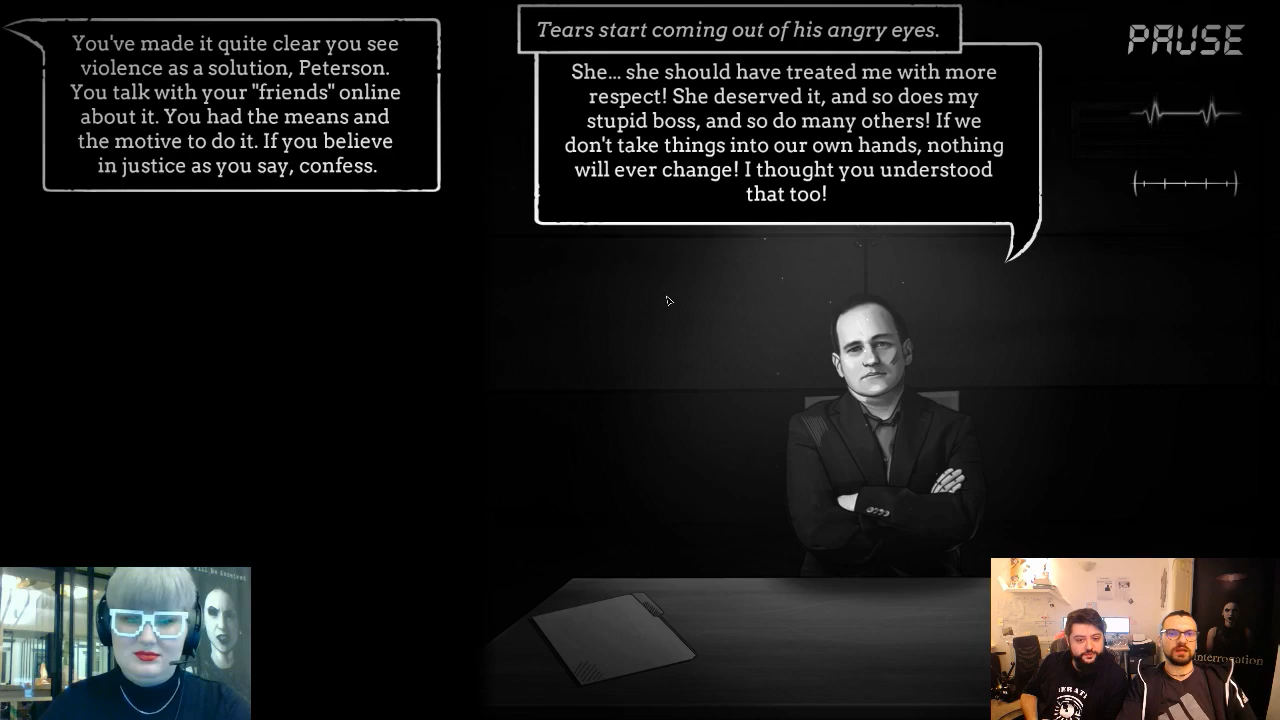 You've made it quite clear you see
violence as a solution, Peterson.
You talk with your "friends" online
about it. You had the means and
the motive to do it. If you believe
in justice as you say, confess.
Tears start coming out of his angry eyes.
She... she should have treated me with more
respect! She deserved it, and so does my
stupid boss, and so do many others! If we
don't take things into our own hands, nothing
will ever change! I thought you understood
that too!
PAUSE
will be deceived
Interrogation